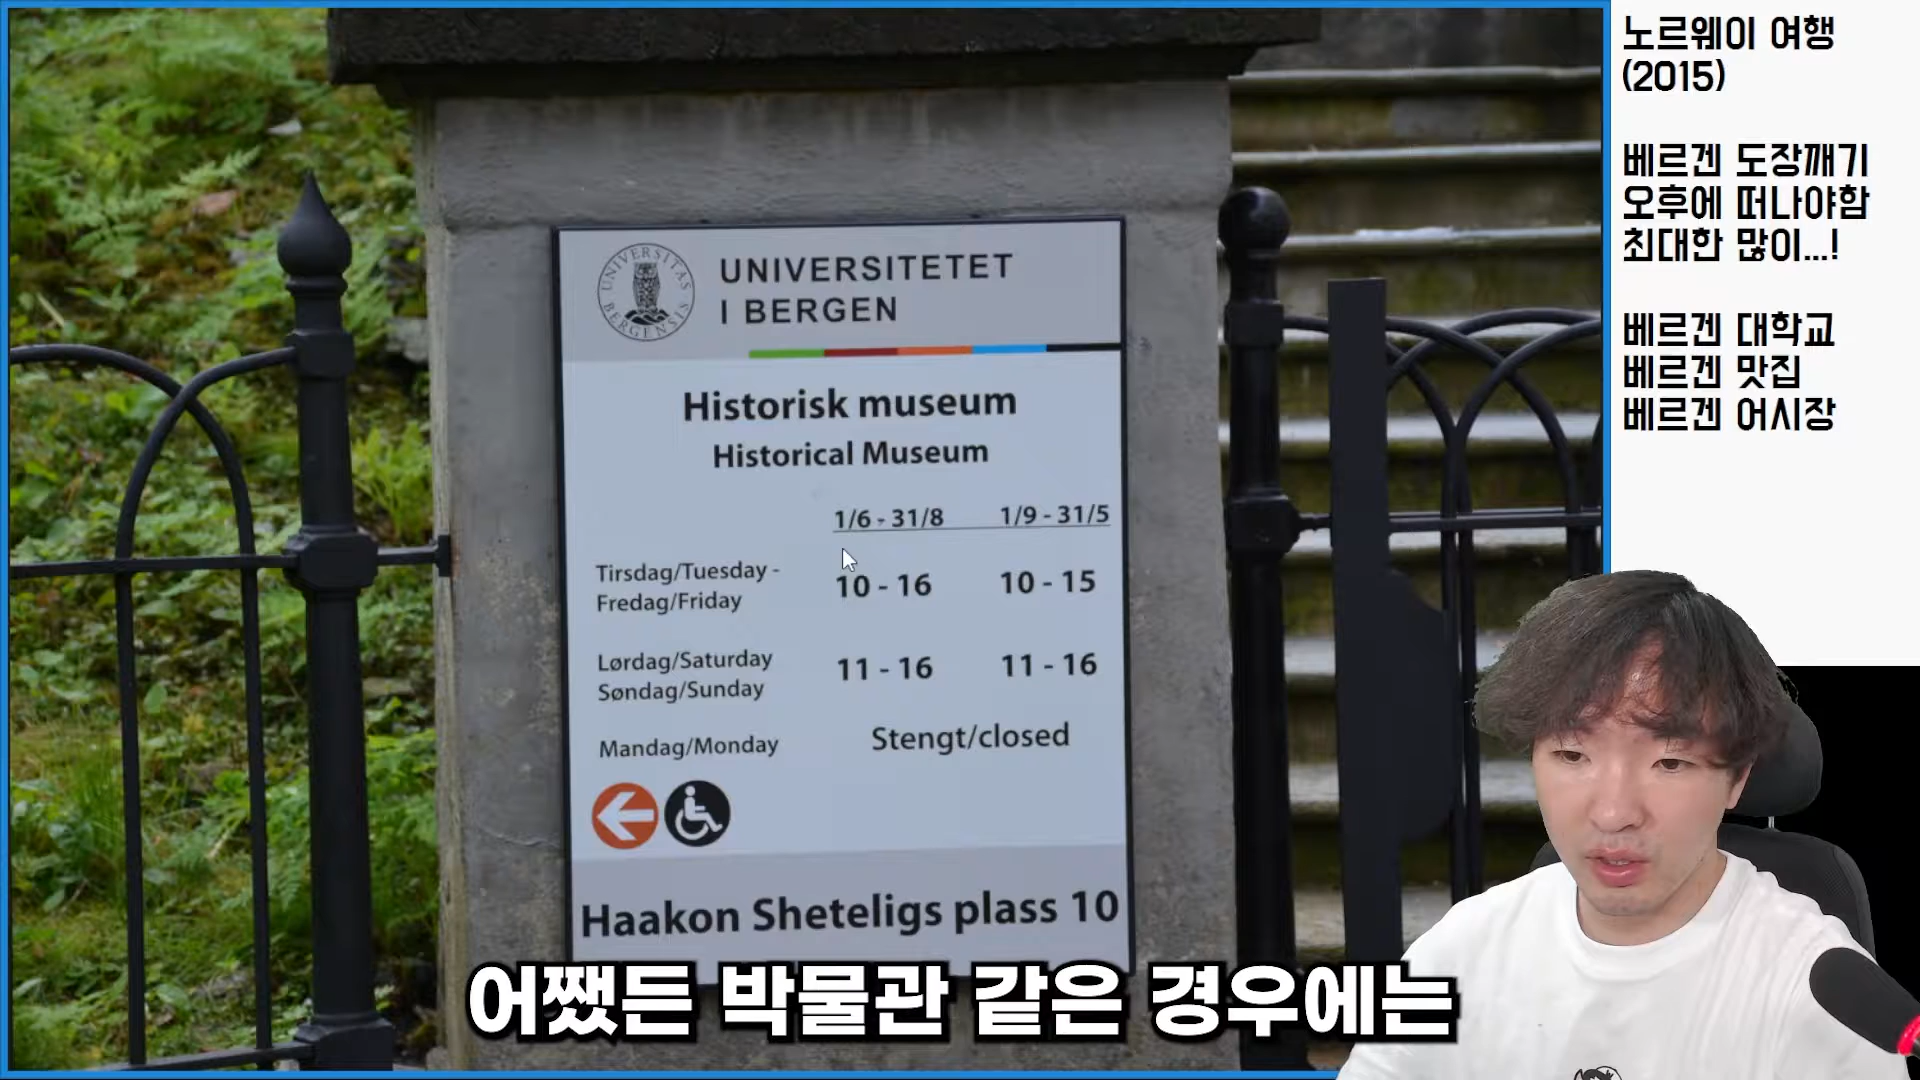 노르웨이 여행
(2015)
베르겐 도장깨기
오후에 떠나야함
최대한 많이...!
베르겐 대학교
베르겐 맛집
베르겐 어시장
UNIVERSITAS
BERGENSIS
UNIVERSITETET
I BERGEN
Historisk museum
Historical Museum
1/6 - 31/8 1/9 - 31/5
Tirsdag/Tuesday -
Fredag/Friday 10 - 16 10 - 15
Lørdag/Saturday
Søndag/Sunday 11 - 16 11 - 16
Mandag/Monday Stengt/closed
Haakon Sheteligs plass 10
어쨌든 박물관 같은 경우에는